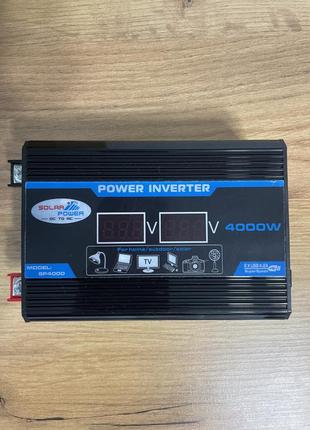 POWER INVERTER
SOLAR
POWER
DC TO AC
V
V
4000W
For home/outdoor/solar
TV
MODEL:
SP4000